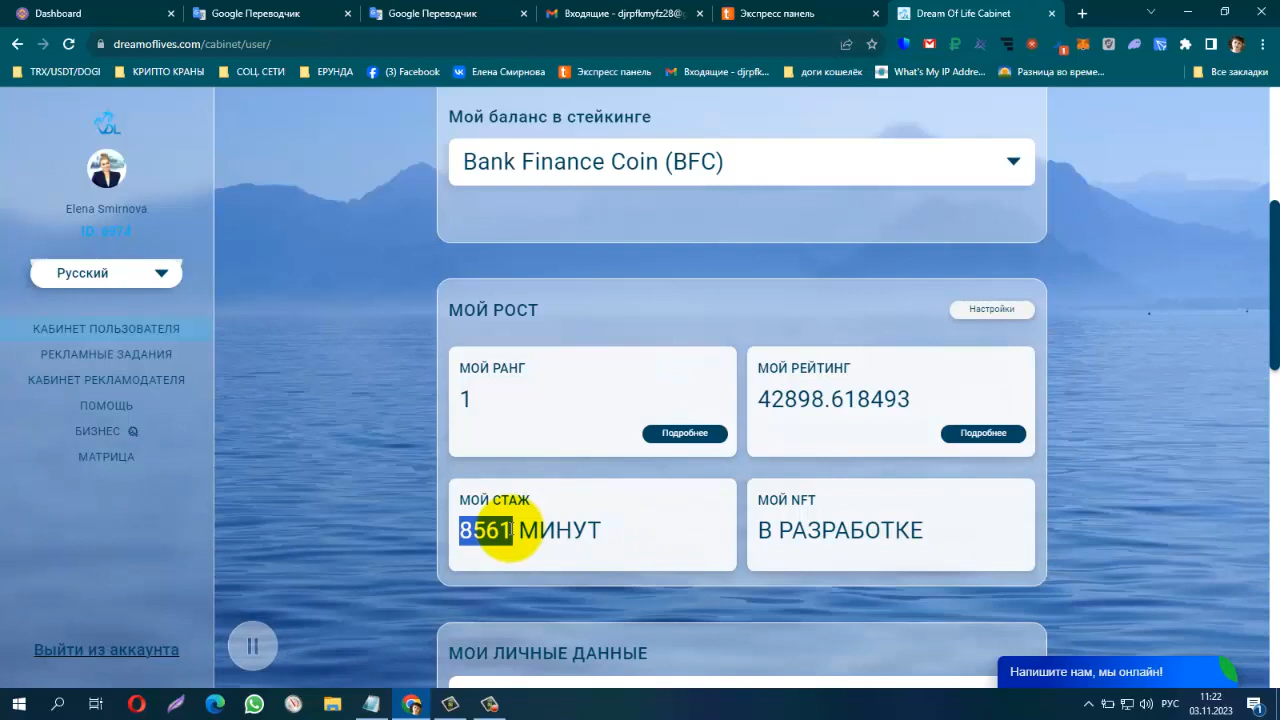 Dashboard
Google Переводчик
Google Переводчик
Входящие - djrpfkmyfz28@
Экспресс панель
Dream Of Life Cabinet
dreamoflives.com/cabinet/user/
TRX/USDT/DOGI
КРИПТО КРАНЫ
СОЦ. СЕТИ
ЕРУНДА
(3) Facebook
Елена Смирнова
Экспресс панель
Входящие - djrpfk...
доги кошелёк
What's My IP Addre...
Разница во време...
Все закладки
Elena Smirnova
Русский
КАБИНЕТ ПОЛЬЗОВАТЕЛЯ
РЕКЛАМНЫЕ ЗАДАНИЯ
КАБИНЕТ РЕКЛАМОДАТЕЛЯ
ПОМОЩЬ
БИЗНЕС
МАТРИЦА
Выйти из аккаунта
Мой баланс в стейкинге
Bank Finance Coin (BFC)
МОЙ РОСТ
Настройки
МОЙ РАНГ
1
Подробнее
МОЙ РЕЙТИНГ
42898.618493
Подробнее
МОЙ СТАЖ
8561 МИНУТ
МОЙ NFT
В РАЗРАБОТКЕ
МОИ ЛИЧНЫЕ ДАННЫЕ
Напишите нам, мы онлайн!
РУС
11:22
03.11.2023